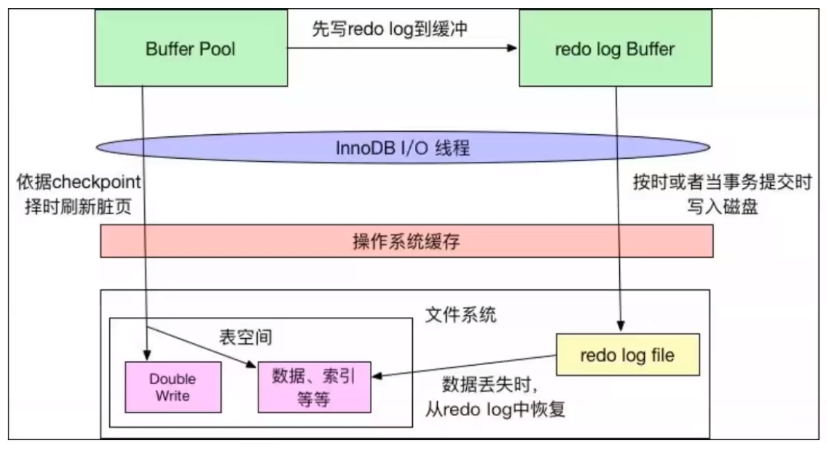 Buffer Pool
先写redo log到缓冲
redo log Buffer
InnoDB I/O 线程
依据checkpoint
择时刷新脏页
按时或者当事务提交时
写入磁盘
操作系统缓存
文件系统
表空间
Double
Write
数据、索引
等等
redo log file
数据丢失时，
从redo log中恢复